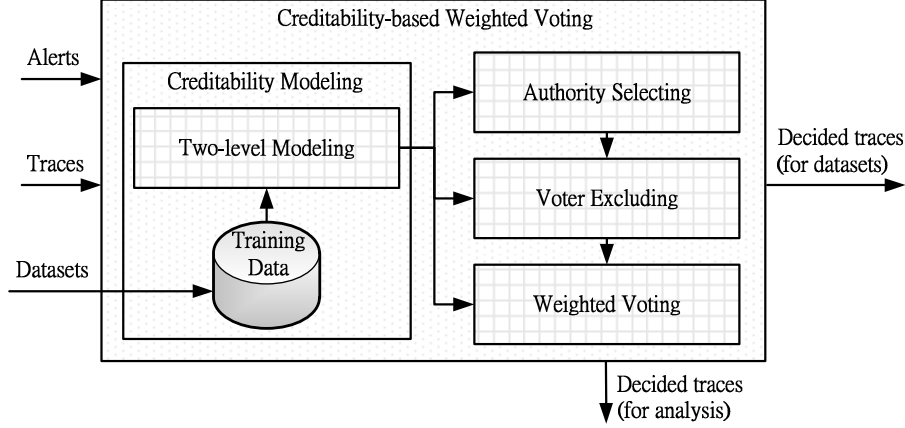 Creditability-based Weighted Voting
Alerts
Creditability Modeling
Authority Selecting
Two-level Modeling
Decided traces
(for datasets)
Traces
Voter Excluding
Training
Data
Datasets
Weighted Voting
Decided traces
(for analysis)